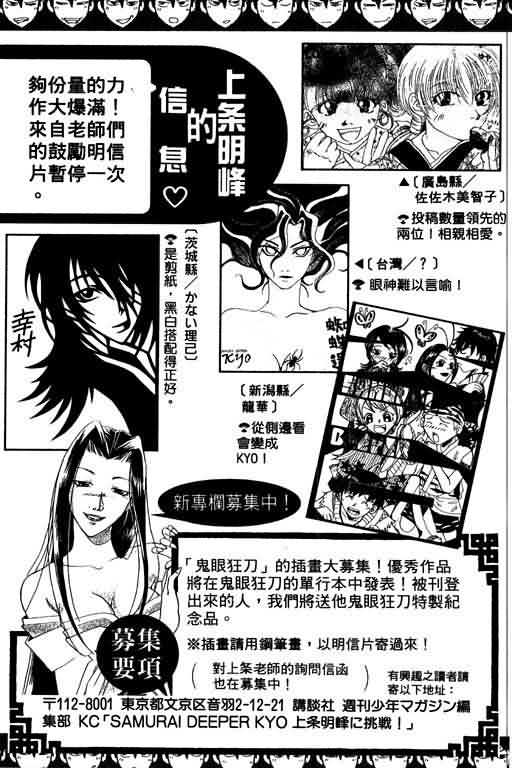 上条明峰
的
信息♡
夠份量的力
作大爆滿！
來自老師們
的鼓勵明信
片暫停一次
。
▲〔廣島縣／
佐佐木美智子〕
投稿數量領先的
兩位！相親相愛。
◀〔台灣／？〕
眼神難以言喻！
〔茨城縣／かない理己〕
是剪紙，黑白搭配得正好。
幸村
Kyo
蜘蛛
〔新潟縣／
龍華〕
從側邊看
會變成
KYO！
新專欄募集中！
募集
要項
「鬼眼狂刀」的插畫大募集！優秀作品
將在鬼眼狂刀的單行本中發表！被刊登
出來的人，我們將送他鬼眼狂刀特製紀
念品。
※插畫請用鋼筆畫，以明信片寄過來！
（對上条老師的詢問信函
也在募集中！）
有興趣之讀者請
寄以下地址：
〒112-8001 東京都文京区音羽2-12-21 講談社 週刊少年マガジン編
集部 KC「SAMURAI DEEPER KYO 上条明峰に挑戦！」